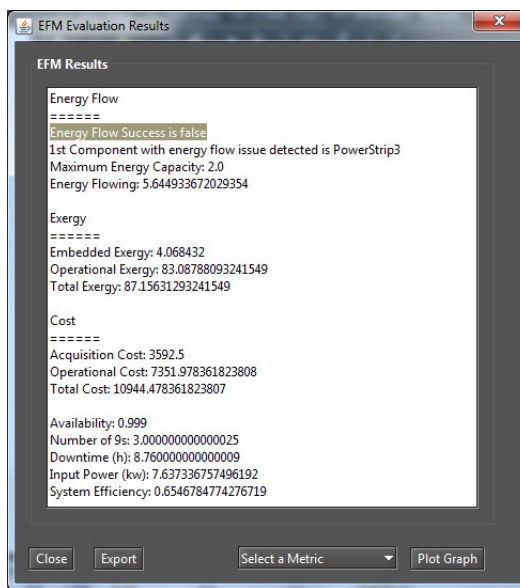 EFM Evaluation Results
EFM Results
Energy Flow
======
Energy Flow Success is false
1st Component with energy flow issue detected is PowerStrip3
Maximum Energy Capacity: 2.0
Energy Flowing: 5.644933672029354
Exergy
======
Embedded Exergy: 4.068432
Operational Exergy: 83.08788093241549
Total Exergy: 87.15631293241549
Cost
======
Acquisition Cost: 3592.5
Operational Cost: 7351.978361823808
Total Cost: 10944.478361823807
Availability: 0.999
Number of 9s: 3.000000000000025
Downtime (h): 8.760000000000009
Input Power (kw): 7.637336757496192
System Efficiency: 0.6546784774276719
Close Export Select a Metric Plot Graph